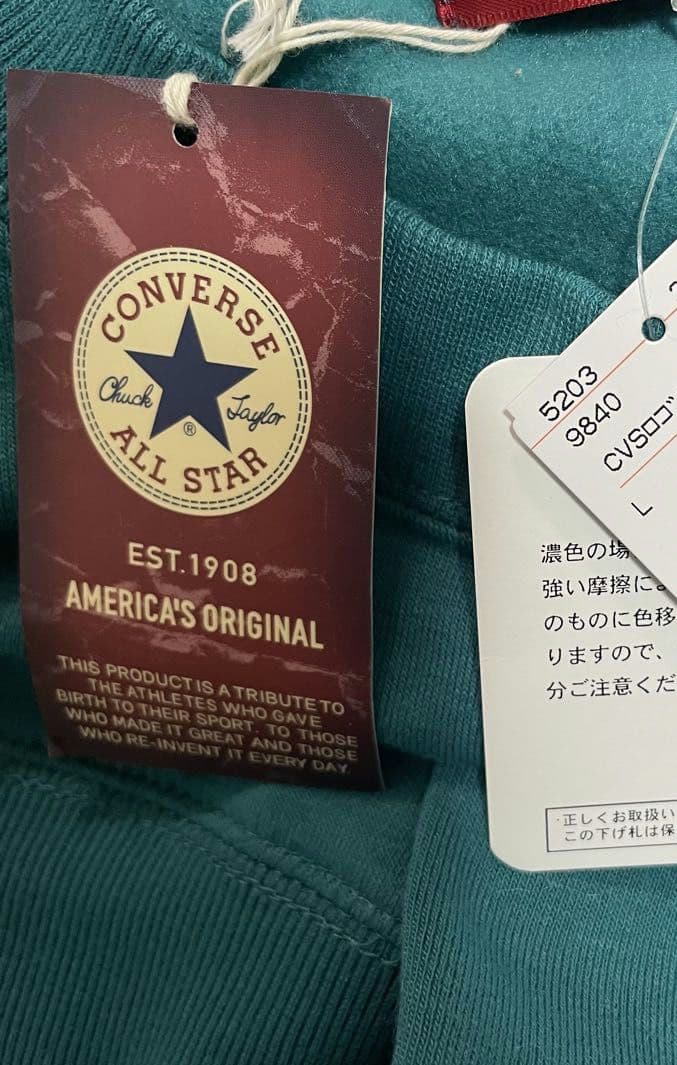 CONVERSE
Chuck Taylor
®
ALL STAR
EST.1908
AMERICA'S ORIGINAL
THIS PRODUCT IS A TRIBUTE TO
THE ATHLETES WHO GAVE
BIRTH TO THEIR SPORT. TO THOSE
WHO MADE IT GREAT AND THOSE
WHO RE-INVENT IT EVERY DAY.
5203
9840
CVSロゴ
L
濃色の場
強い摩擦に
のものに色移
りますので、
分ご注意くだ
・正しくお取扱い
この下げ札は保